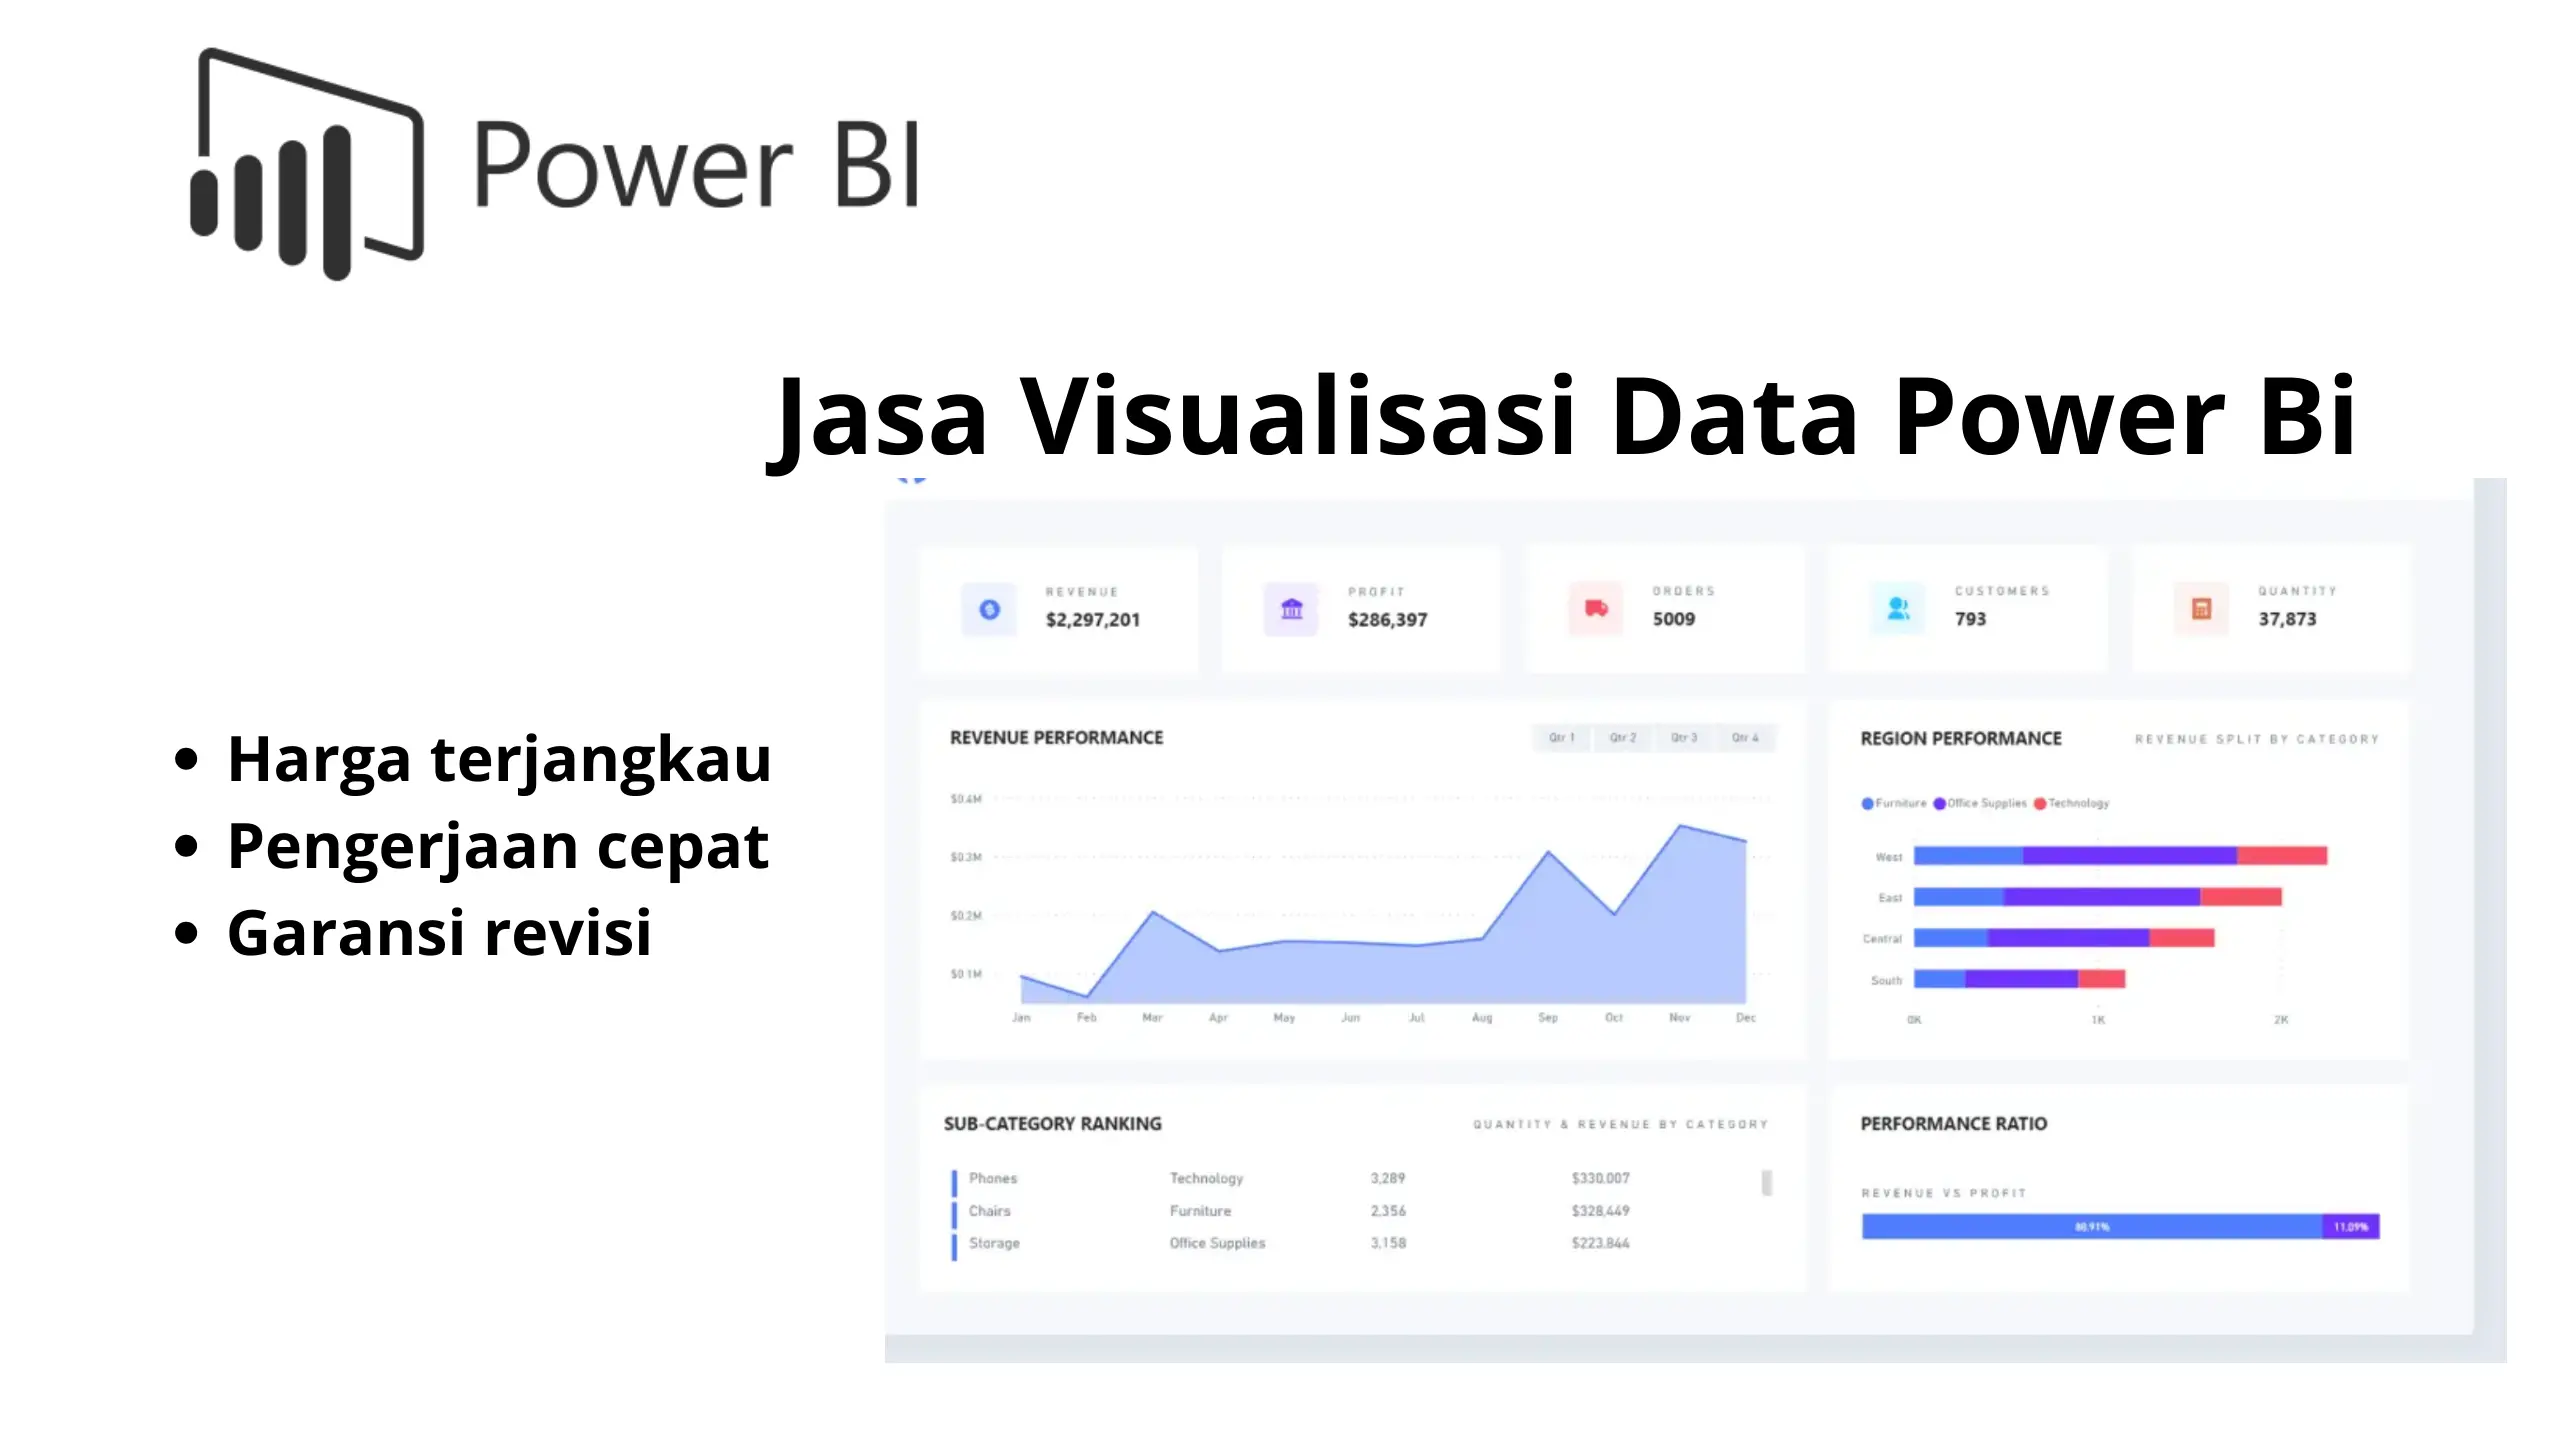 Power BI
Jasa Visualisasi Data Power Bi
• Harga terjangkau
• Pengerjaan cepat
• Garansi revisi
REVENUE
$2,297,201
PROFIT
$286,397
ORDERS
5009
CUSTOMERS
793
QUANTITY
37,873
REVENUE PERFORMANCE
Qtr 1 Qtr 2 Qtr 3 Qtr 4
$0.4M
$0.3M
$0.2M
$0.1M
Jan Feb Mar Apr May Jun Jul Aug Sep Oct Nov Dec
REGION PERFORMANCE REVENUE SPLIT BY CATEGORY
Furniture Office Supplies Technology
West
East
Central
South
0K 1K 2K
SUB-CATEGORY RANKING QUANTITY & REVENUE BY CATEGORY
Phones Technology 3,289 $330,007
Chairs Furniture 2,356 $328,449
Storage Office Supplies 3,158 $223,844
PERFORMANCE RATIO
REVENUE VS PROFIT
88.91% 11.09%